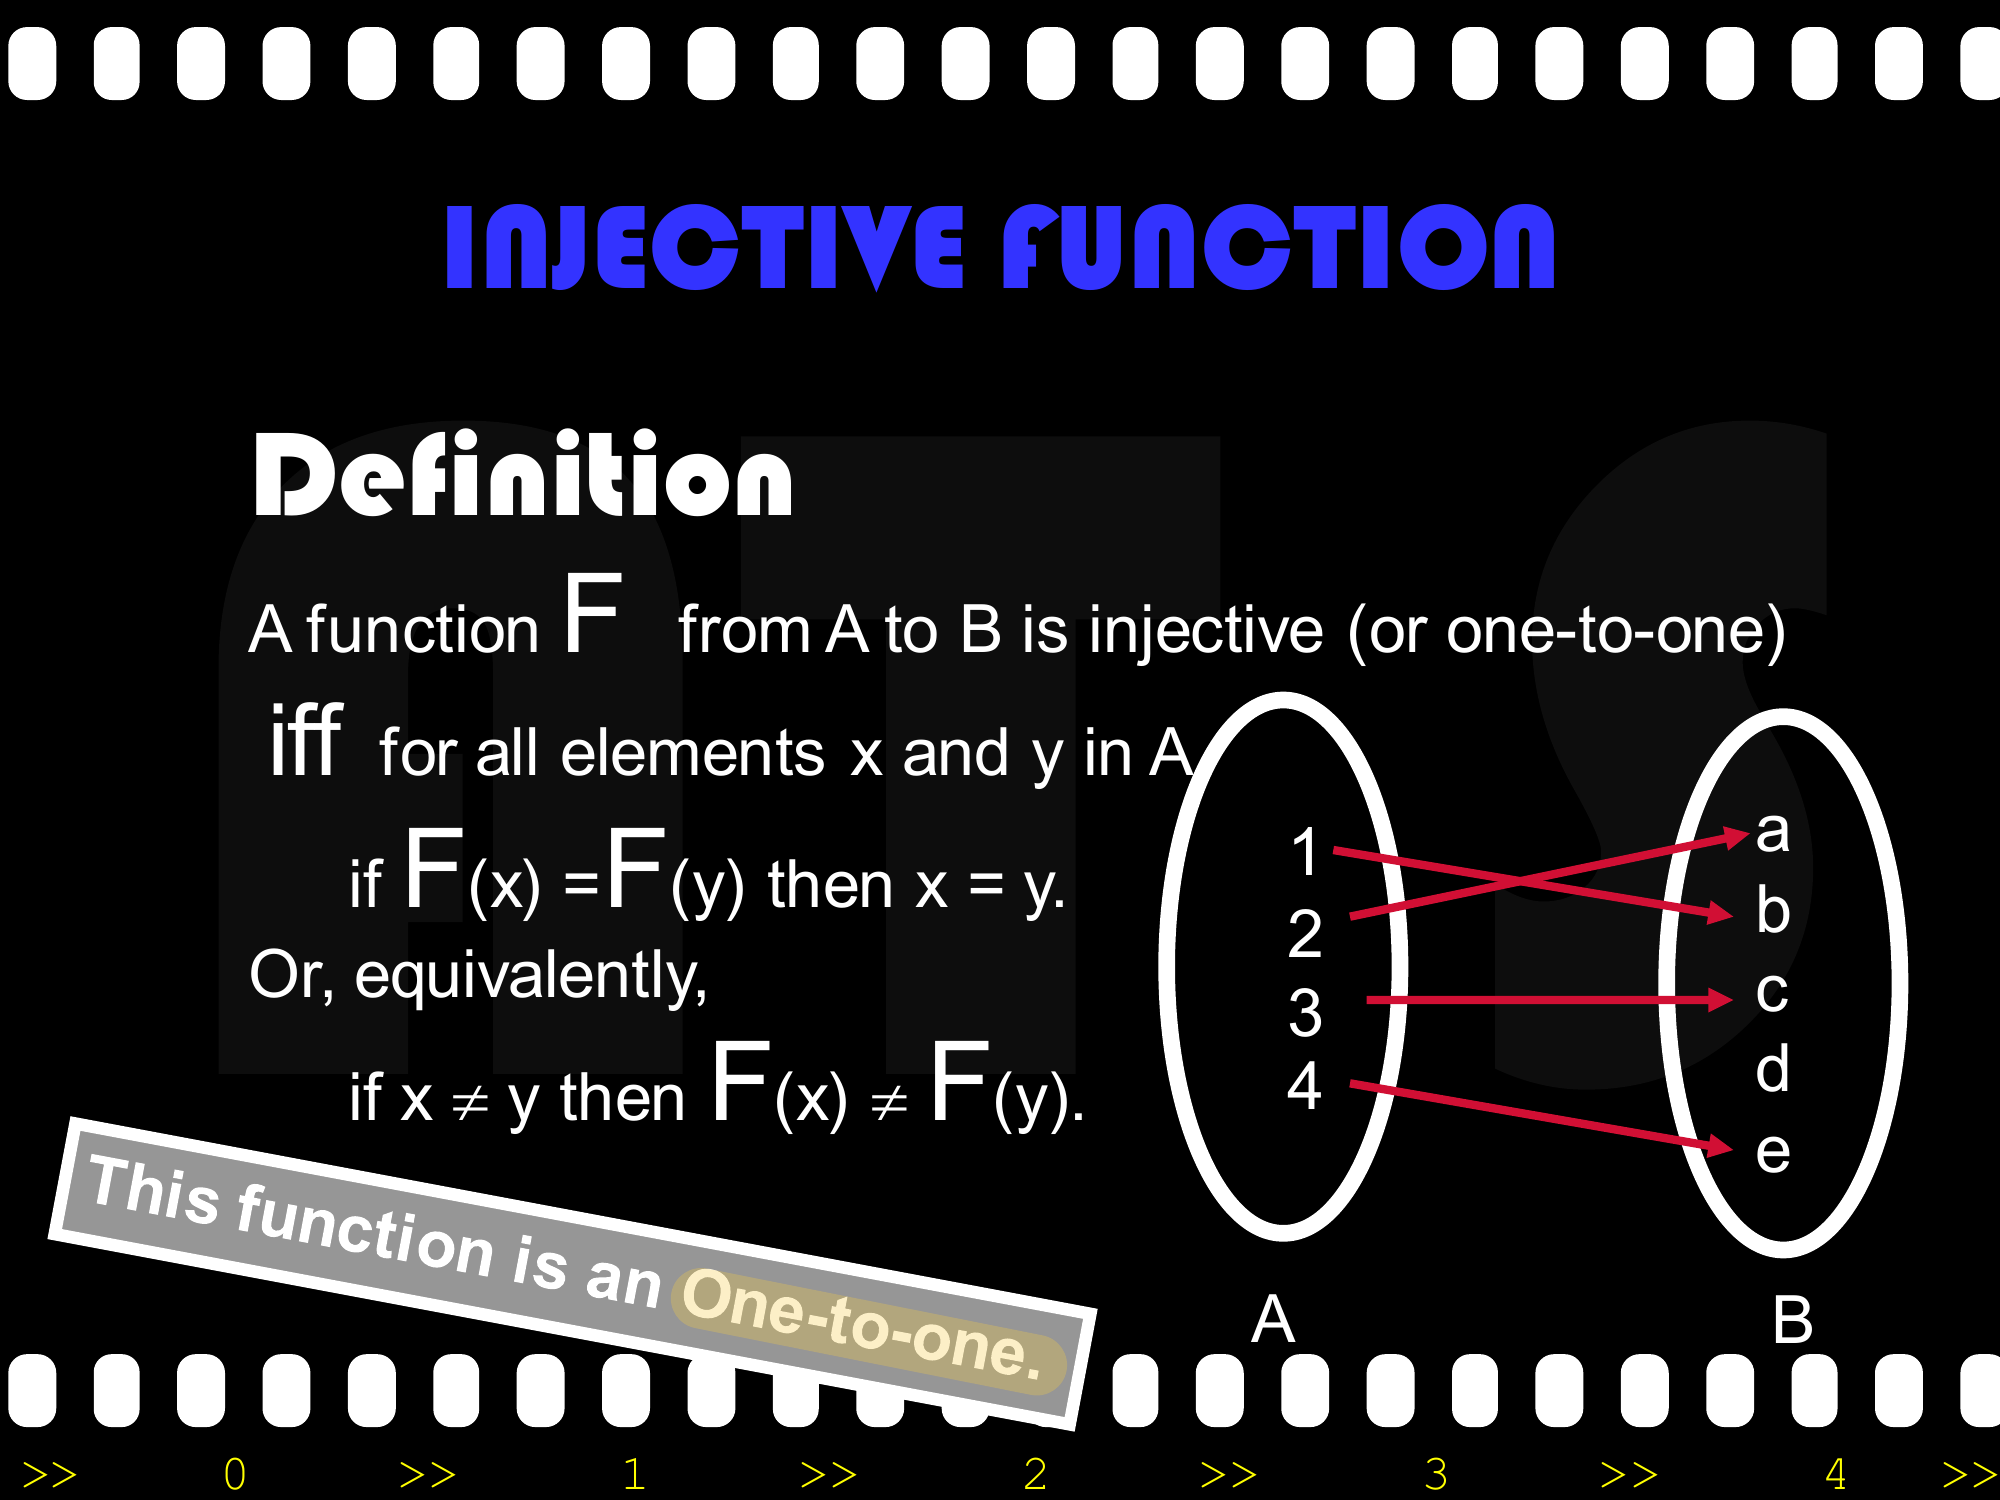 INJECTIVE FUNCTION
Definition
A function F from A to B is injective (or one-to-one)
iff for all elements x and y in A
if F(x) =F(y) then x = y.
Or, equivalently,
if x ≠ y then F(x) ≠ F(y).
This function is an One-to-one.
1
2
3
4
a
b
c
d
e
A
B
>> 0 >> 1 >> 2 >> 3 >> 4 >>